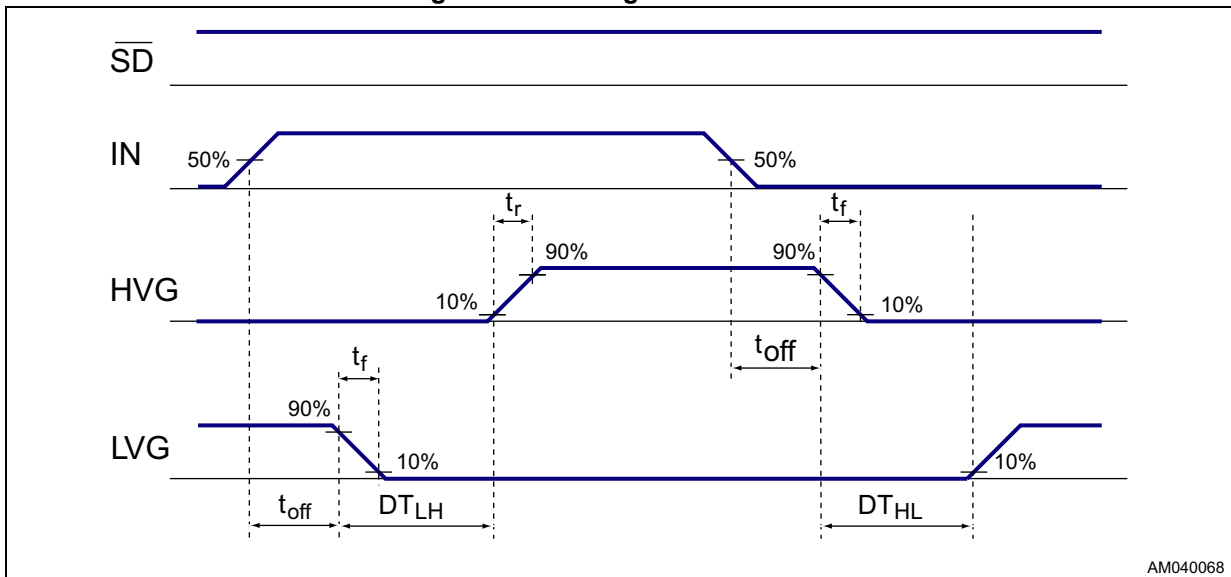 SD
IN
50%
50%
tr
tf
HVG
10%
90%
90%
10%
tf
toff
LVG
90%
10%
10%
toff
DTLH
DTHL
AM040068